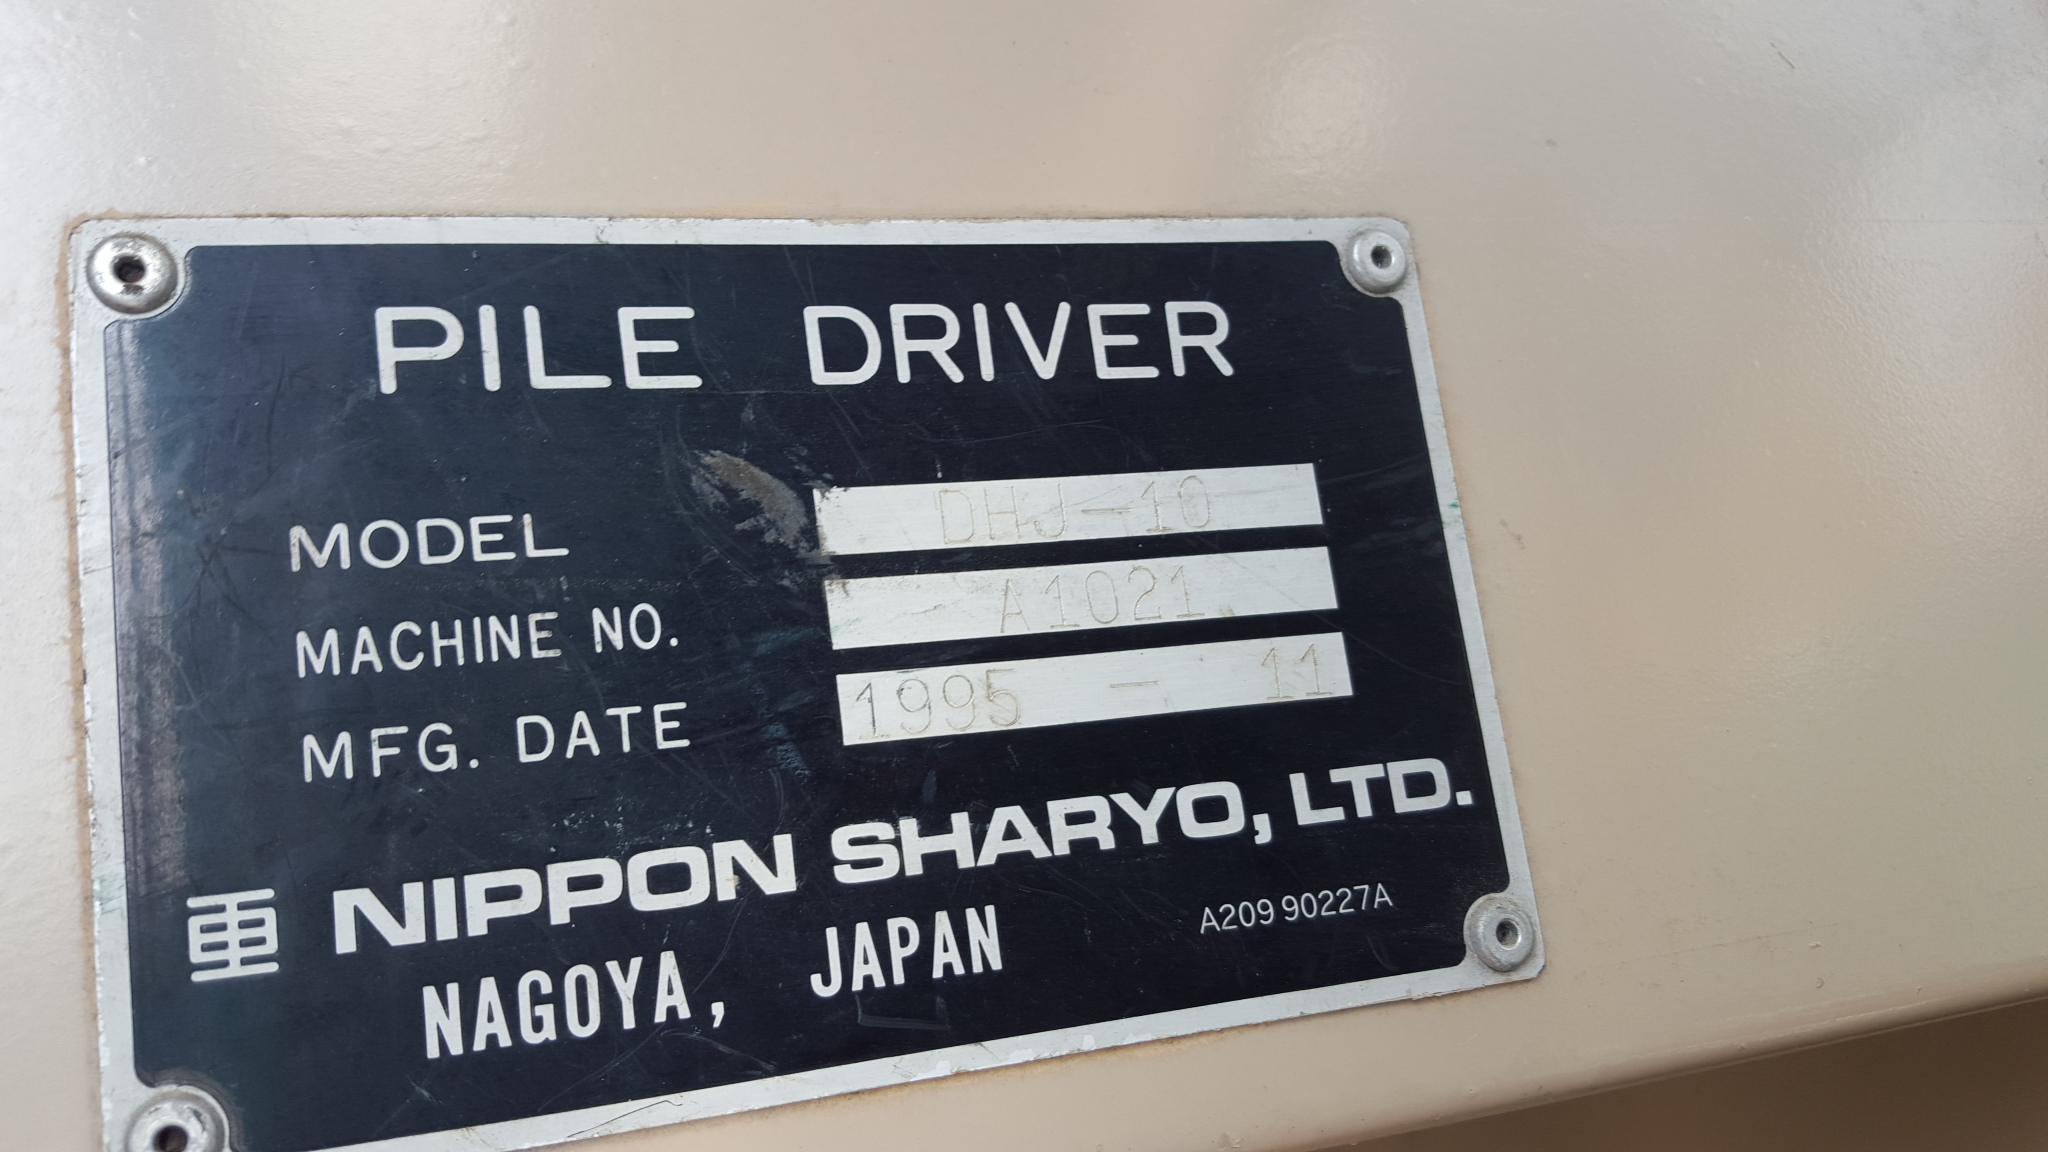 PILE DRIVER
MODEL DHJ-10
MACHINE NO. A1021
MFG. DATE 1995 - 11
NIPPON SHARYO, LTD.
NAGOYA, JAPAN A209 90227A